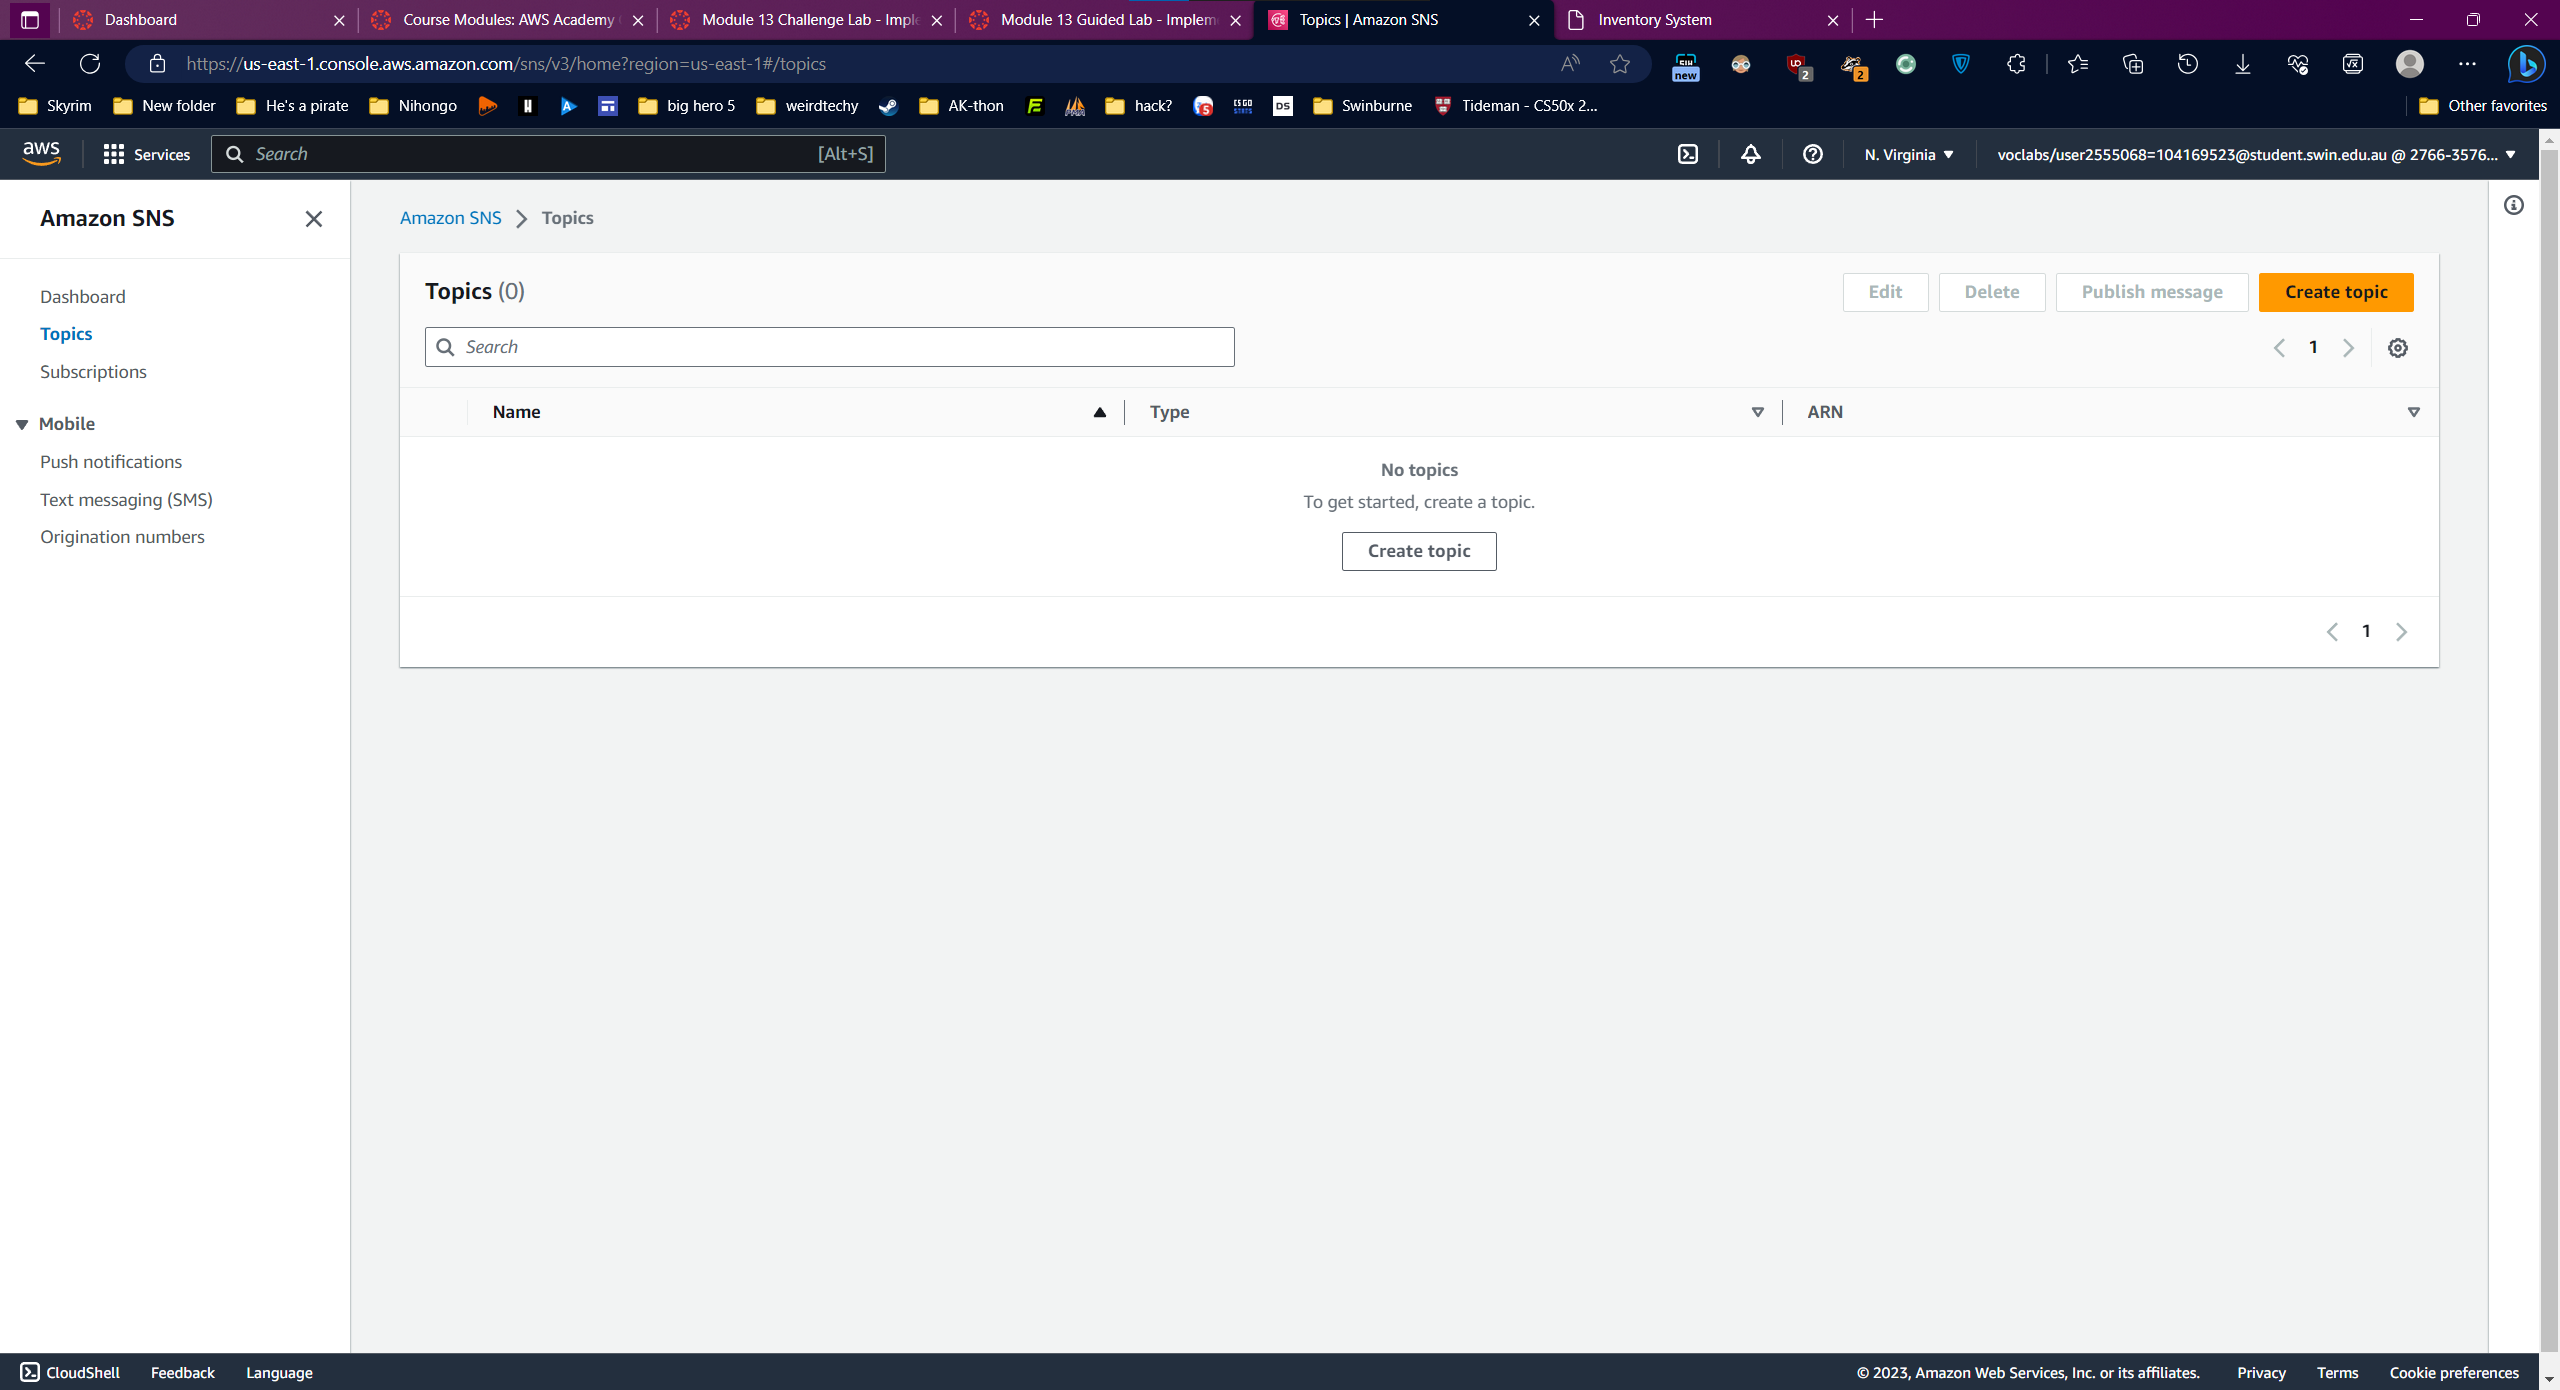 Dashboard
Course Modules: AWS Academy
Module 13 Challenge Lab - Imple
Module 13 Guided Lab - Implem
Topics | Amazon SNS
Inventory System
https://us-east-1.console.aws.amazon.com/sns/v3/home?region=us-east-1#/topics
new
2
2
Skyrim
New folder
He's a pirate
Nihongo
big hero 5
weirdtechy
AK-thon
hack?
DS
Swinburne
Tideman - CS50x 2...
Other favorites
aws
Services
Search
[Alt+S]
N. Virginia
voclabs/user2555068=104169523@student.swin.edu.au @ 2766-3576...
Amazon SNS
Dashboard
Topics
Subscriptions
Mobile
Push notifications
Text messaging (SMS)
Origination numbers
Amazon SNS
Topics
Topics (0)
Edit
Delete
Publish message
Create topic
Search
1
Name
Type
ARN
No topics
To get started, create a topic.
Create topic
1
CloudShell
Feedback
Language
© 2023, Amazon Web Services, Inc. or its affiliates.
Privacy
Terms
Cookie preferences